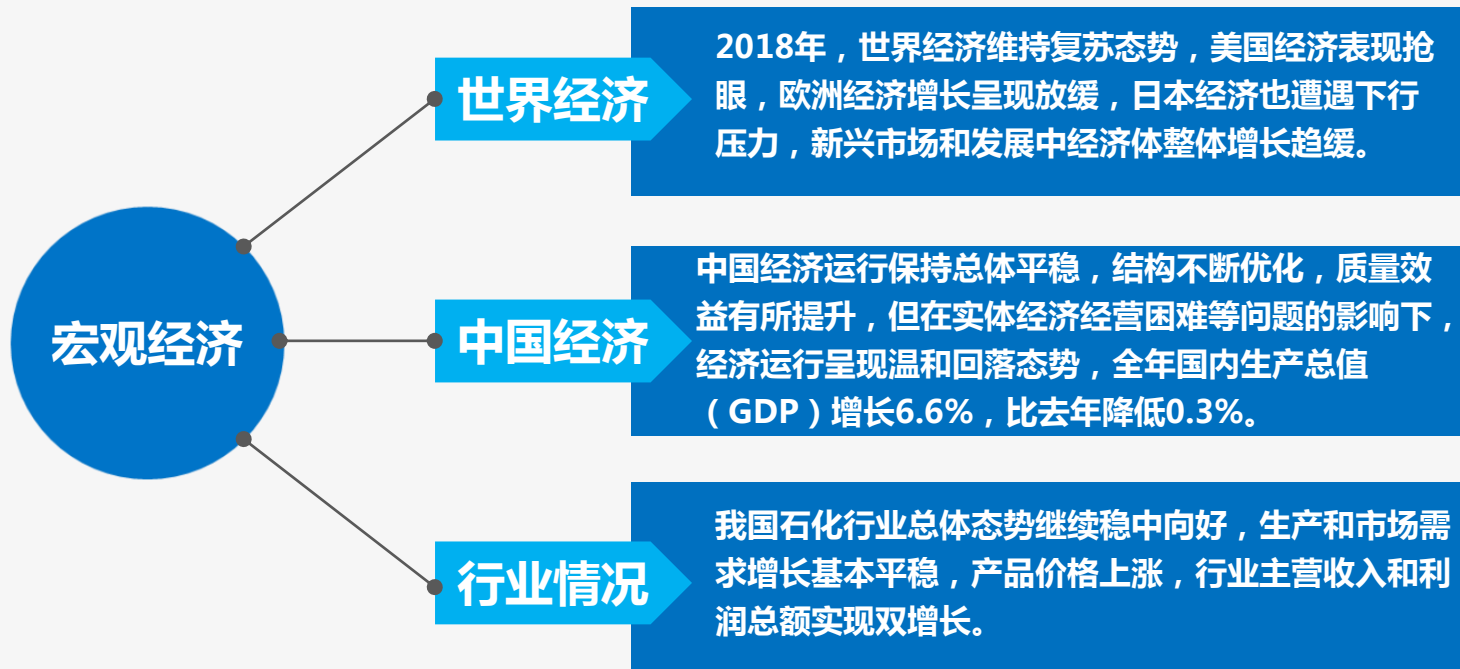 宏观经济
世界经济
2018年，世界经济维持复苏态势，美国经济表现抢
眼，欧洲经济增长呈现放缓，日本经济也遭遇下行
压力，新兴市场和发展中经济体整体增长趋缓。
中国经济
中国经济运行保持总体平稳，结构不断优化，质量效
益有所提升，但在实体经济经营困难等问题的影响下，
经济运行呈现温和回落态势，全年国内生产总值
（GDP）增长6.6%，比去年降低0.3%。
行业情况
我国石化行业总体态势继续稳中向好，生产和市场需
求增长基本平稳，产品价格上涨，行业主营收入和利
润总额实现双增长。